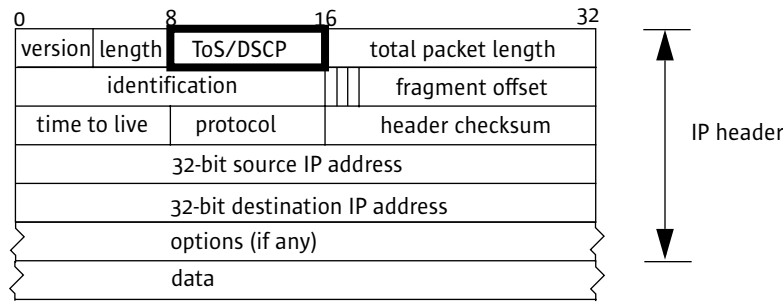 0 8 16 32
version length ToS/DSCP total packet length
identification fragment offset
time to live protocol header checksum
IP header
32-bit source IP address
32-bit destination IP address
options (if any)
data